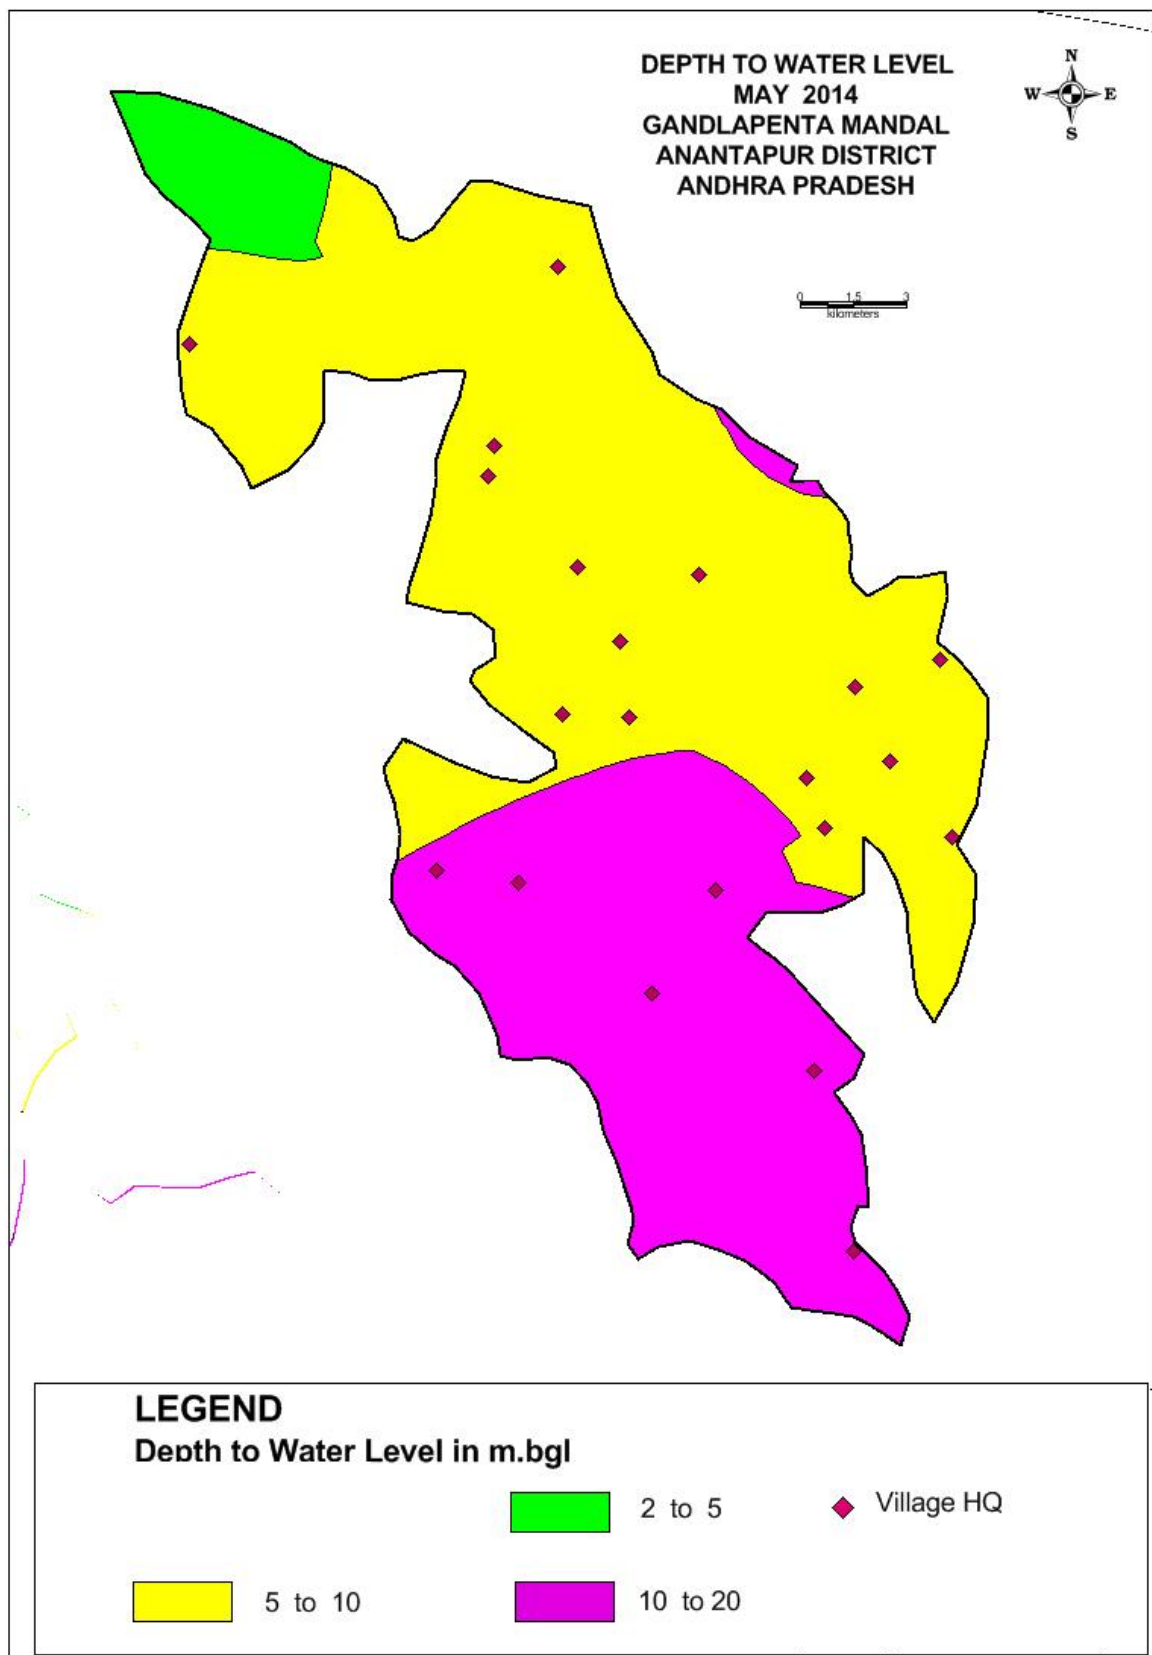 DEPTH TO WATER LEVEL
MAY 2014
GANDLAPENTA MANDAL
ANANTAPUR DISTRICT
ANDHRA PRADESH
N
W E
S
0 1.5 3
kilometers
LEGEND
Depth to Water Level in m.bgl
2 to 5
Village HQ
5 to 10
10 to 20